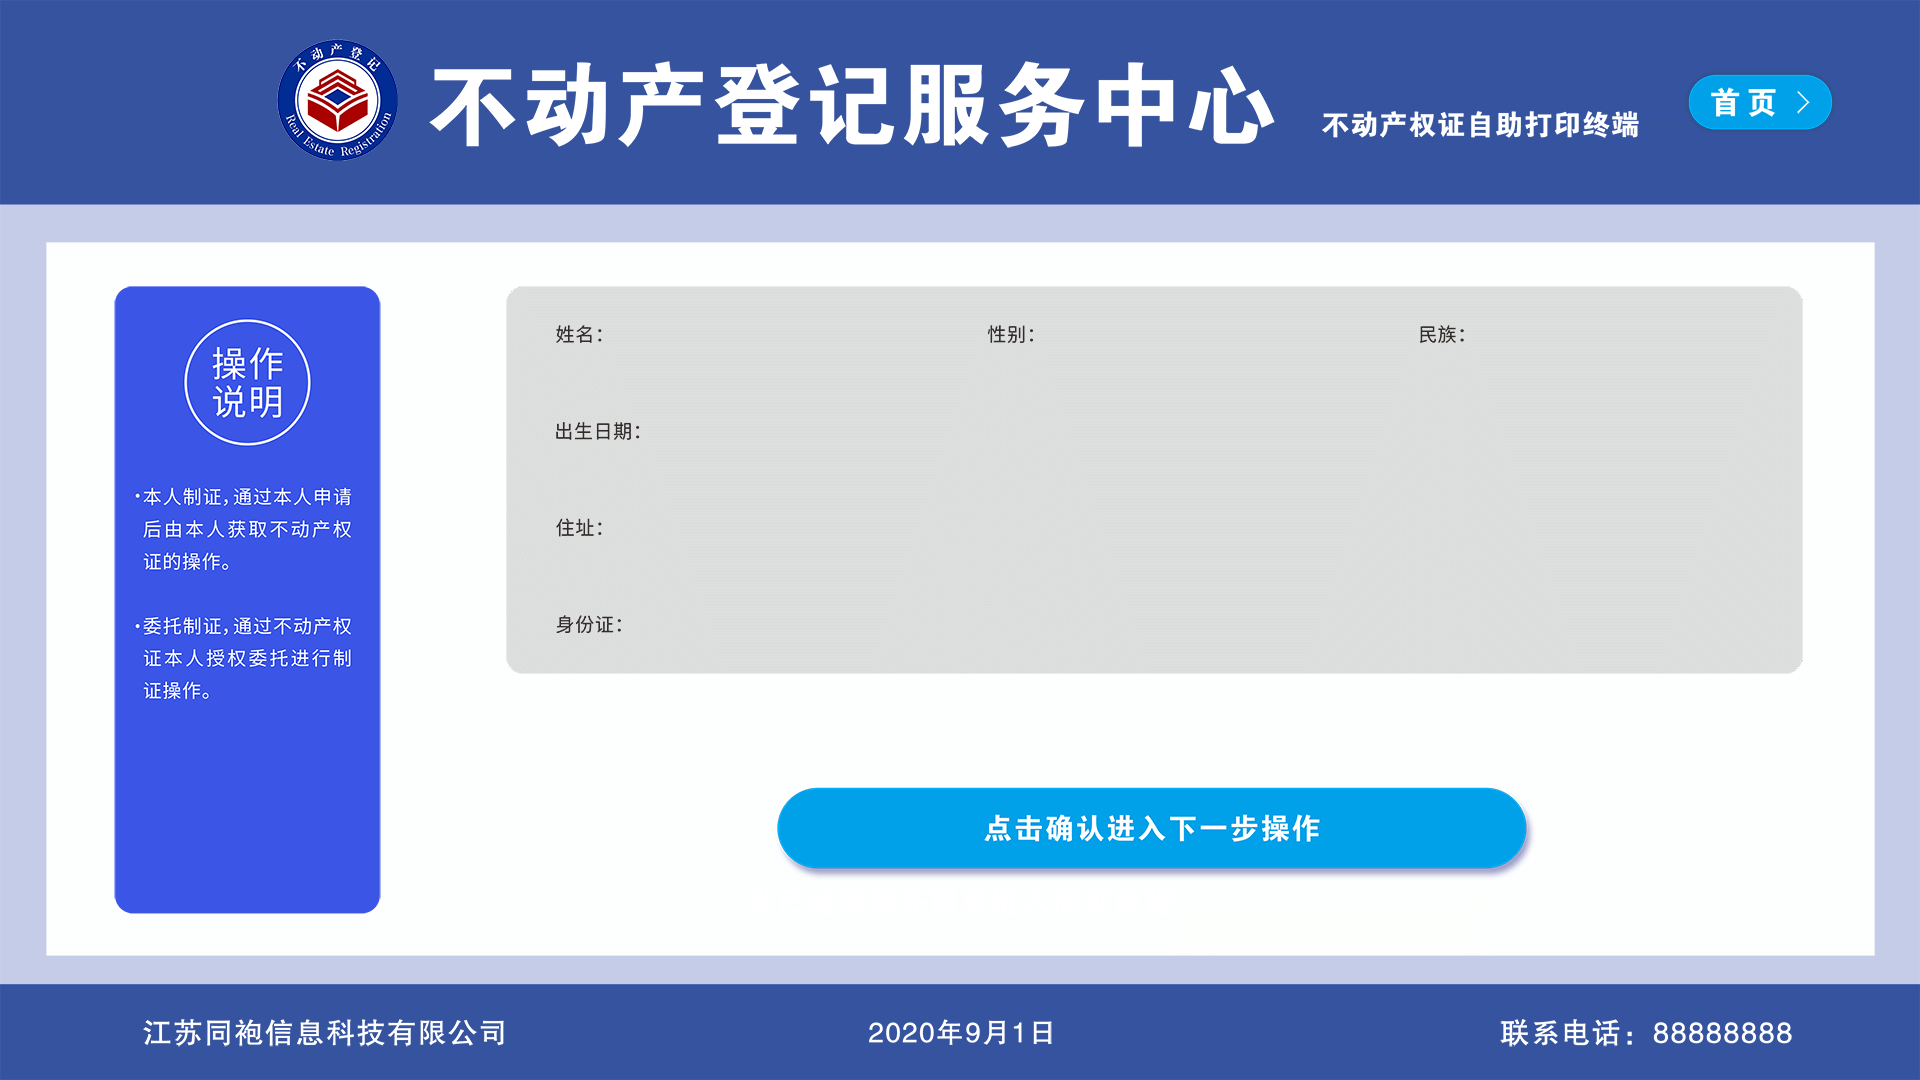 不动产登记
Real Estate Registration
不动产登记服务中心
不动产权证自助打印终端
首页
操作
说明
·本人制证，通过本人申请
后由本人获取不动产权
证的操作。
·委托制证，通过不动产权
证本人授权委托进行制
证操作。
姓名：
性别：
民族：
出生日期：
住址：
身份证：
点击确认进入下一步操作
江苏同袍信息科技有限公司
2020年9月1日
联系电话：88888888